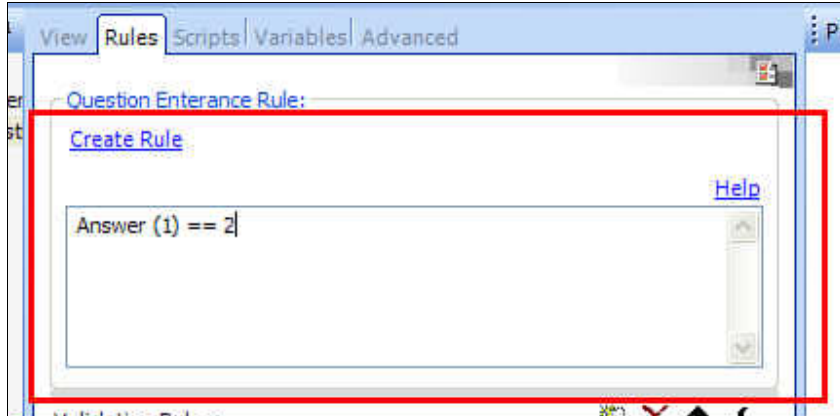 View Rules Scripts Variables Advanced
Question Enterance Rule:
Create Rule
Help
Answer (1) == 2